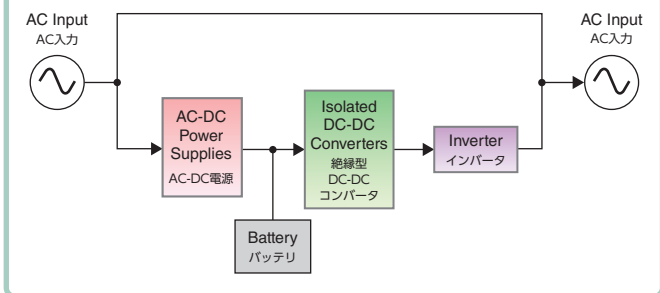 AC Input
AC入力
AC Input
AC入力
AC-DC
Power
Supplies
AC-DC電源
Isolated
DC-DC
Converters
絶縁型
DC-DC
コンバータ
Inverter
インバータ
Battery
バッテリ